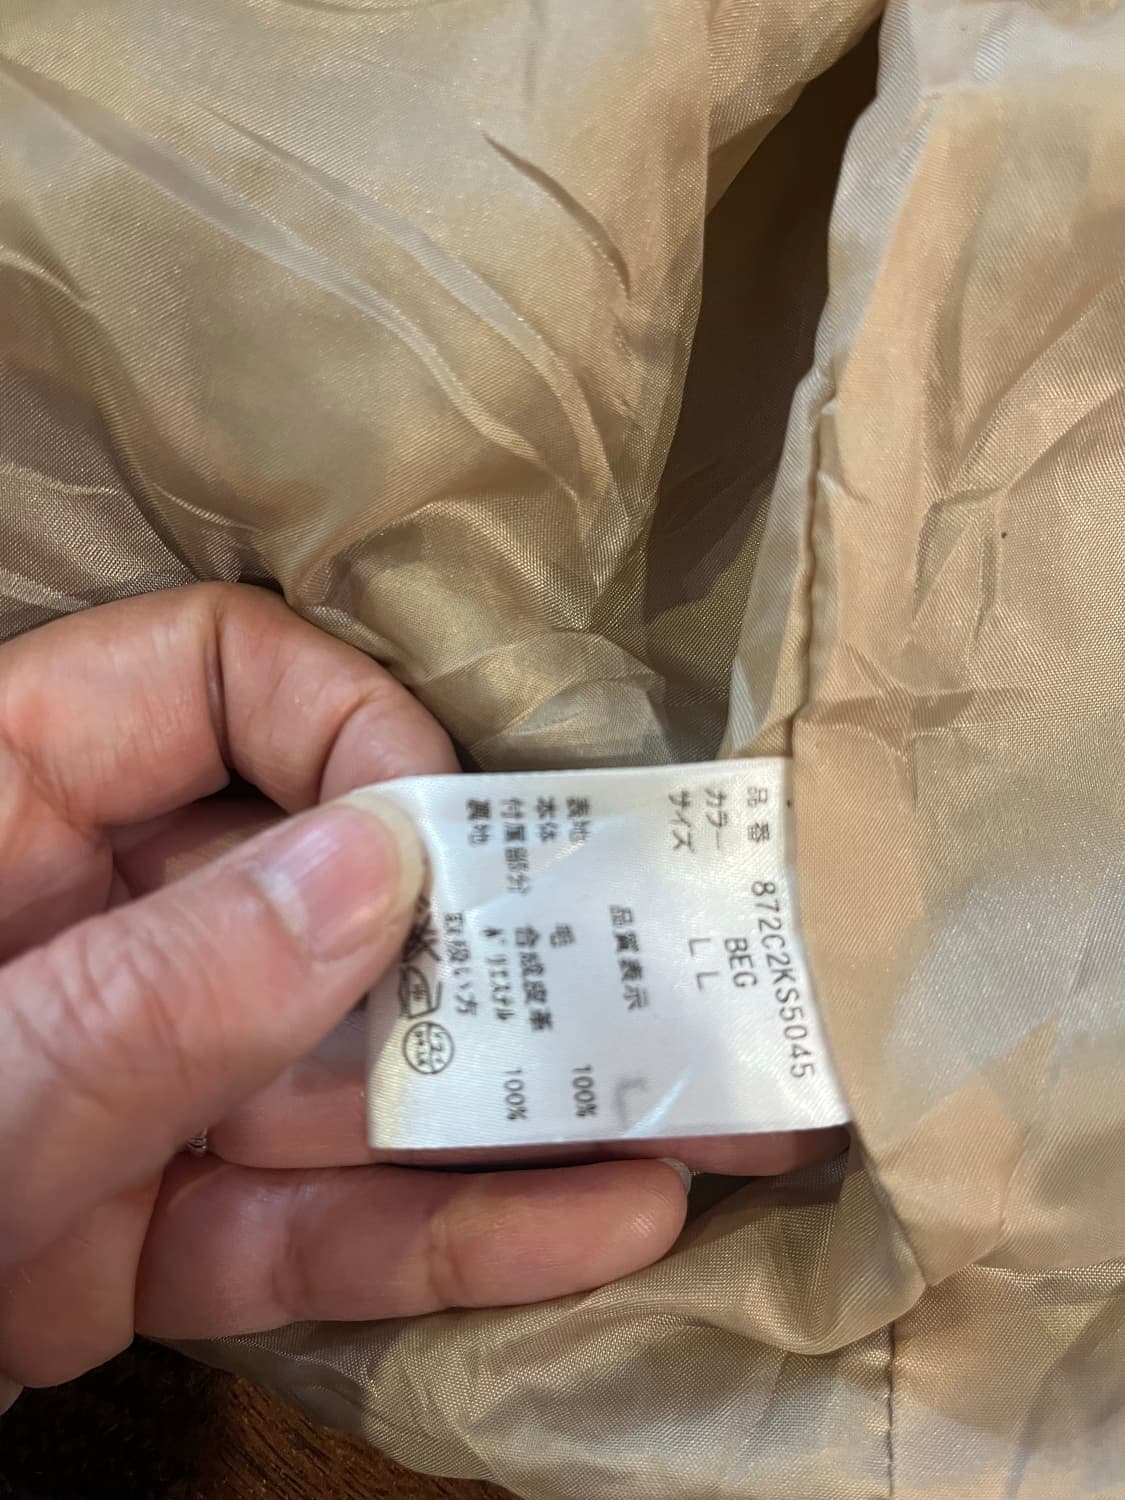 品番 872C2KS5045
カラー BEG
サイズ LL
品質表示
表地
本体 毛 100%
付属部分 合成皮革
裏地 ポリエステル 100%
取扱い方